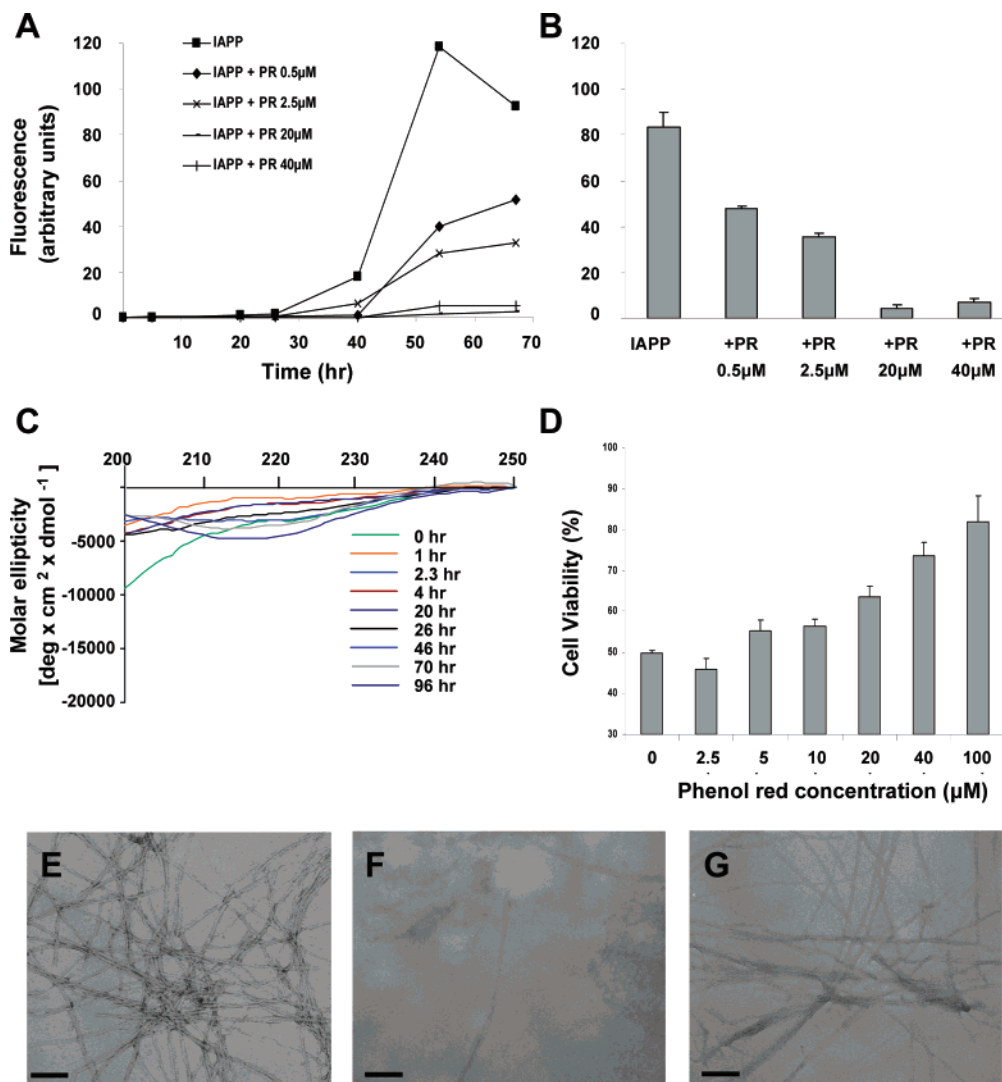 A
B
120
100
80
60
40
20
0
Fluorescence
(arbitrary units)
IAPP
IAPP + PR 0.5µM
IAPP + PR 2.5µM
IAPP + PR 20µM
IAPP + PR 40µM
10 20 30 40 50 60 70
Time (hr)
120
100
80
60
40
20
0
IAPP +PR +PR +PR +PR
0.5µM 2.5µM 20µM 40µM
C
D
200 210 220 230 240 250
-5000
-10000
-15000
-20000
Molar ellipticity
[deg x cm 2 x dmol -1 ]
0 hr
1 hr
2.3 hr
4 hr
20 hr
26 hr
46 hr
70 hr
96 hr
100
90
80
70
60
50
40
30
Cell Viability (%)
0 2.5 5 10 20 40 100
Phenol red concentration (µM)
E
F
G